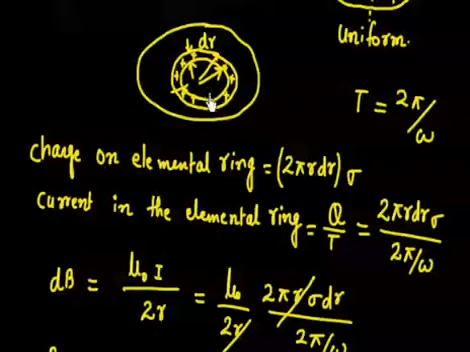 dr
uniform.
T = 2π/ω
Charge on elemental ring = (2πrdr) σ
Current in the elemental ring = Q/T = 2πrdrσ/2π/ω
dB = μ₀ I/2r = μ₀/2r 2πrσdr/2π/ω